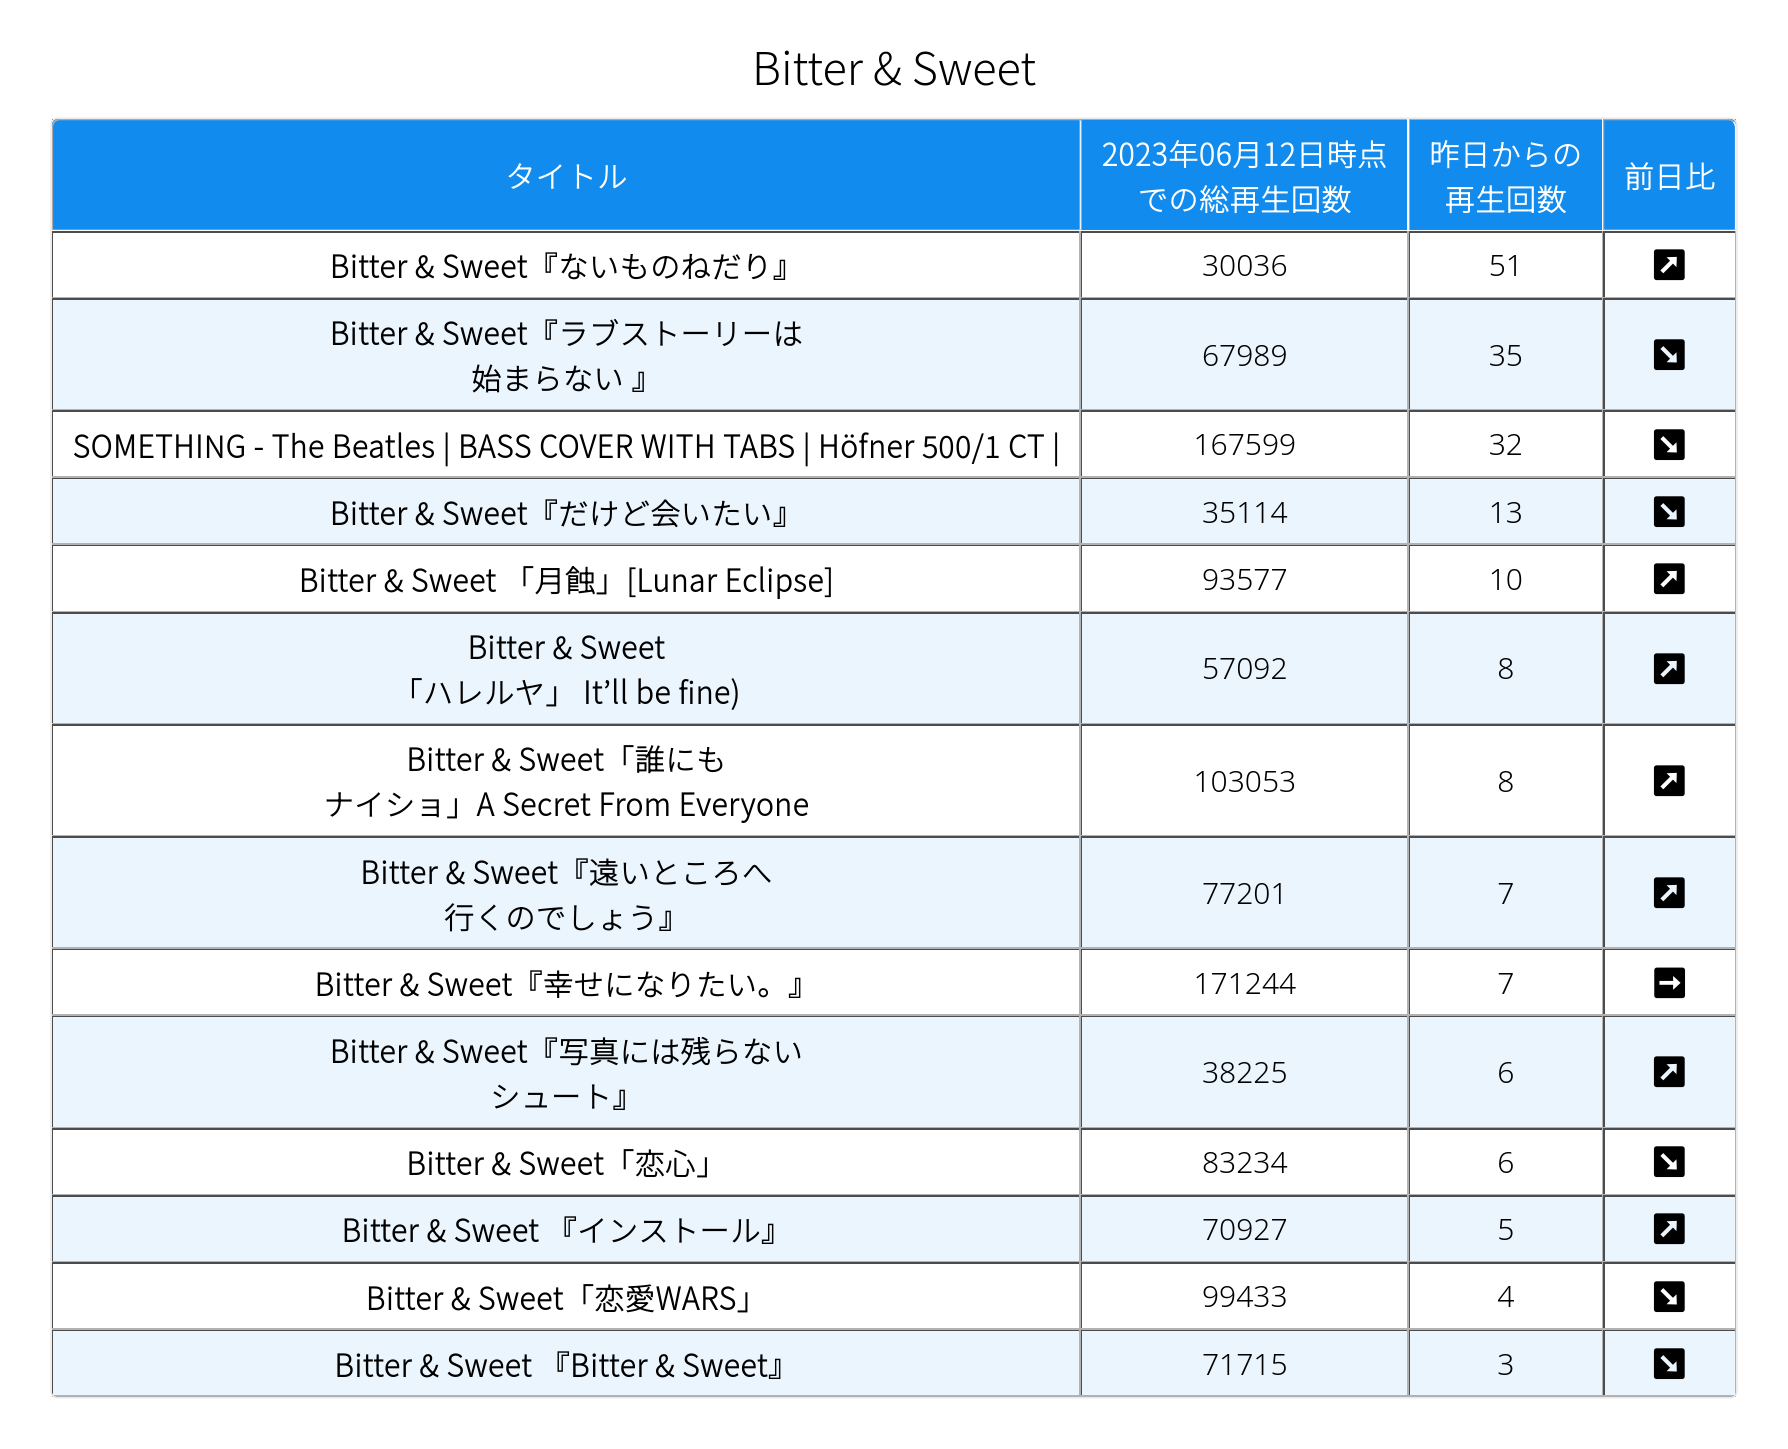 Bitter & Sweet
タイトル
2023年06月12日時点
での総再生回数
昨日からの
再生回数
前日比
Bitter & Sweet『ないものねだり』
30036
51
Bitter & Sweet『ラブストーリーは
始まらない 』
67989
35
SOMETHING - The Beatles | BASS COVER WITH TABS | Höfner 500/1 CT |
167599
32
Bitter & Sweet『だけど会いたい』
35114
13
Bitter & Sweet 「月蝕」[Lunar Eclipse]
93577
10
Bitter & Sweet
「ハレルヤ」 It’ll be fine)
57092
8
Bitter & Sweet「誰にも
ナイショ」A Secret From Everyone
103053
8
Bitter & Sweet『遠いところへ
行くのでしょう』
77201
7
Bitter & Sweet『幸せになりたい。』
171244
7
Bitter & Sweet『写真には残らない
シュート』
38225
6
Bitter & Sweet「恋心」
83234
6
Bitter & Sweet 『インストール』
70927
5
Bitter & Sweet「恋愛WARS」
99433
4
Bitter & Sweet 『Bitter & Sweet』
71715
3